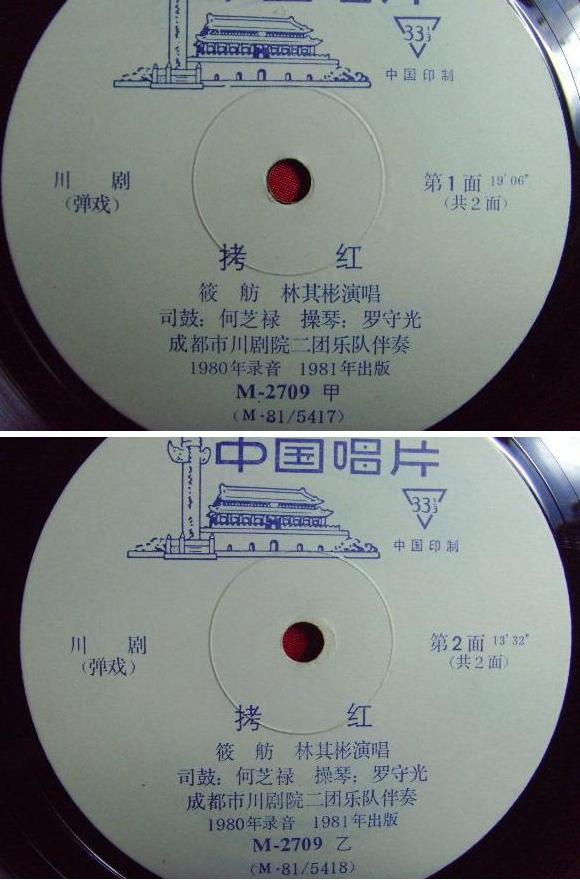 33⅓
中国印制
川 剧
(弹戏)
第1面 19′06″
(共2面)
拷 红
筱 舫 林其彬演唱
司鼓：何芝禄 操琴：罗守光
成都市川剧院二团乐队伴奏
1980年录音 1981年出版
M-2709 甲
(M·81/5417)
中国唱片
33⅓
中国印制
川 剧
(弹戏)
第2面 13′32″
(共2面)
拷 红
筱 舫 林其彬演唱
司鼓：何芝禄 操琴：罗守光
成都市川剧院二团乐队伴奏
1980年录音 1981年出版
M-2709 乙
(M·81/5418)